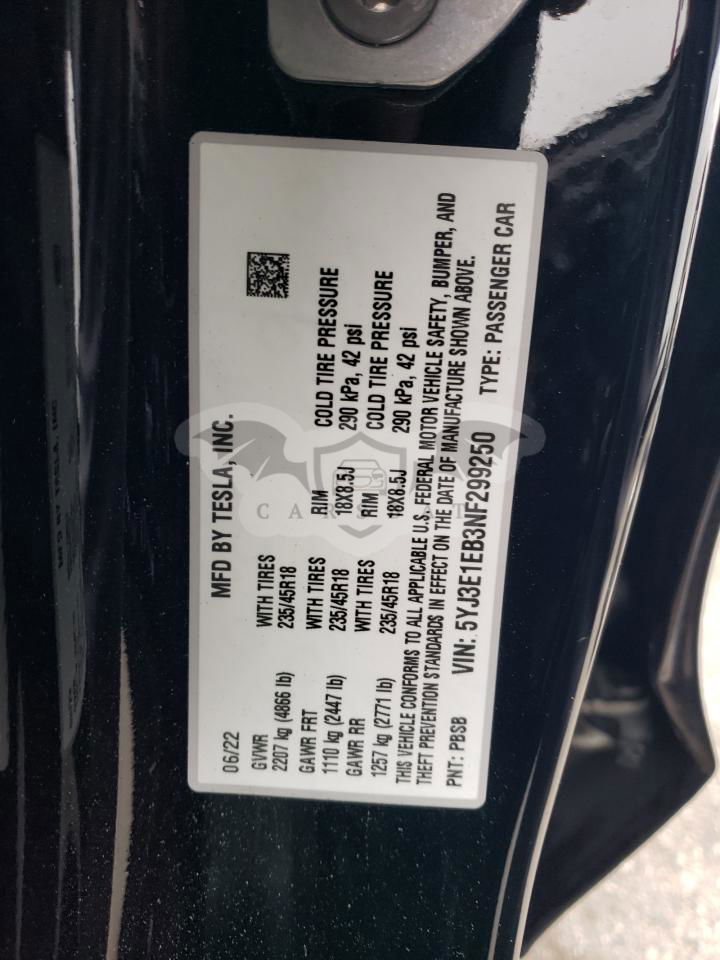 06/22 MFD BY TESLA, INC.
GVWR WITH TIRES
2207 kg (4866 lb) 235/45R18
GAWR FRT WITH TIRES RIM COLD TIRE PRESSURE
1110 kg (2447 lb) 235/45R18 18X8.5J 290 kPa, 42 psi
GAWR RR WITH TIRES RIM COLD TIRE PRESSURE
1257 kg (2771 lb) 235/45R18 18X8.5J 290 kPa, 42 psi
THIS VEHICLE CONFORMS TO ALL APPLICABLE U.S. FEDERAL MOTOR VEHICLE SAFETY, BUMPER, AND
THEFT PREVENTION STANDARDS IN EFFECT ON THE DATE OF MANUFACTURE SHOWN ABOVE.
PNT: PBSB VIN: 5YJ3E1EB3NF299250 TYPE: PASSENGER CAR